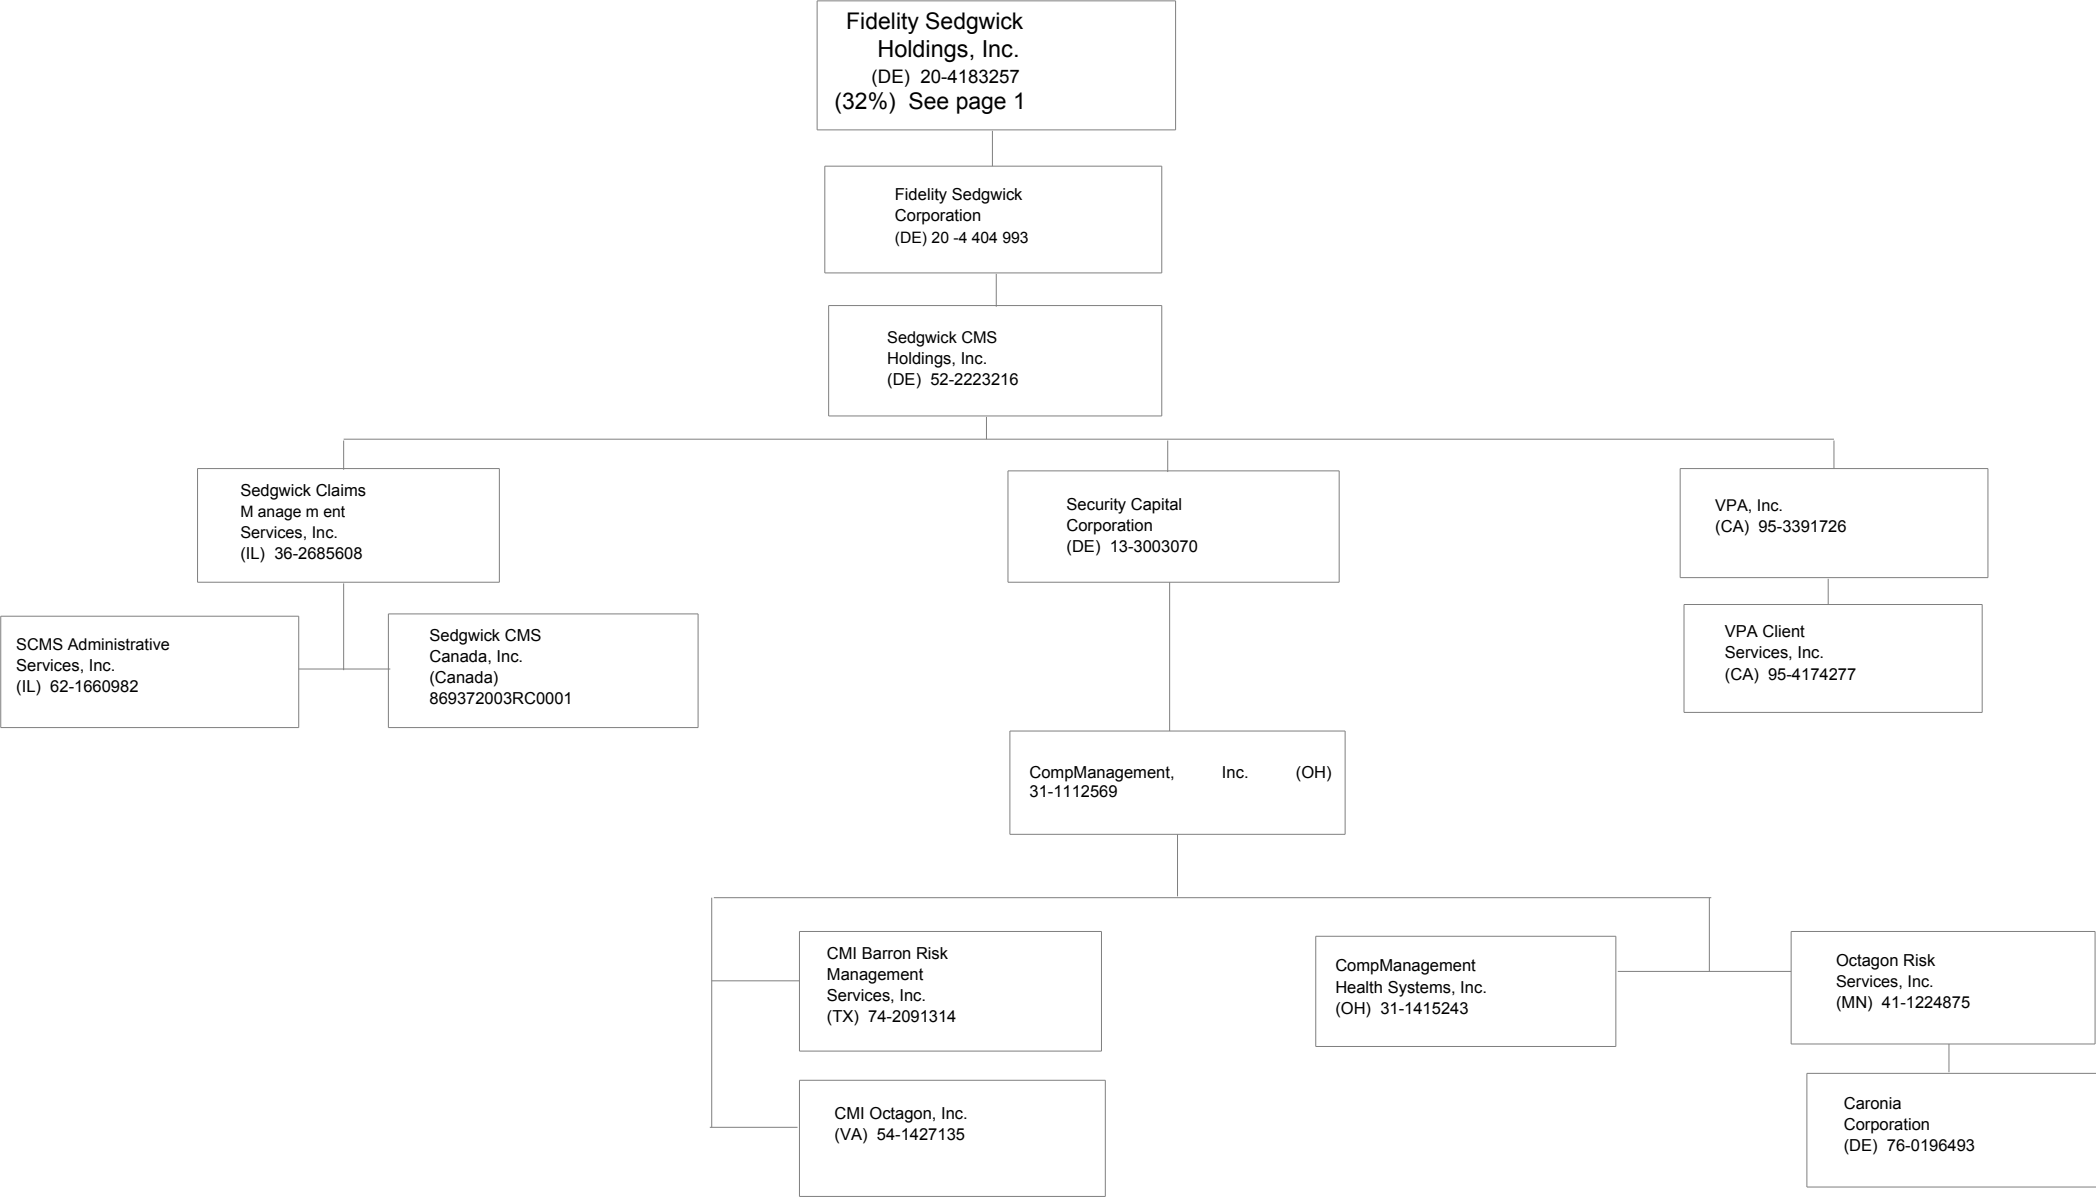 Fidelity Sedgwick
Holdings, Inc.
(DE) 20-4183257
(32%) See page 1
Fidelity Sedgwick
Corporation
(DE) 20 -4 404 993
Sedgwick CMS
Holdings, Inc.
(DE) 52-2223216
Sedgwick Claims
M anage m ent
Services, Inc.
(IL) 36-2685608
Security Capital
Corporation
(DE) 13-3003070
VPA, Inc.
(CA) 95-3391726
SCMS Administrative
Services, Inc.
(IL) 62-1660982
Sedgwick CMS
Canada, Inc.
(Canada)
869372003RC0001
VPA Client
Services, Inc.
(CA) 95-4174277
CompManagement, Inc. (OH)
31-1112569
CMI Barron Risk
Management
Services, Inc.
(TX) 74-2091314
CompManagement
Health Systems, Inc.
(OH) 31-1415243
Octagon Risk
Services, Inc.
(MN) 41-1224875
CMI Octagon, Inc.
(VA) 54-1427135
Caronia
Corporation
(DE) 76-0196493